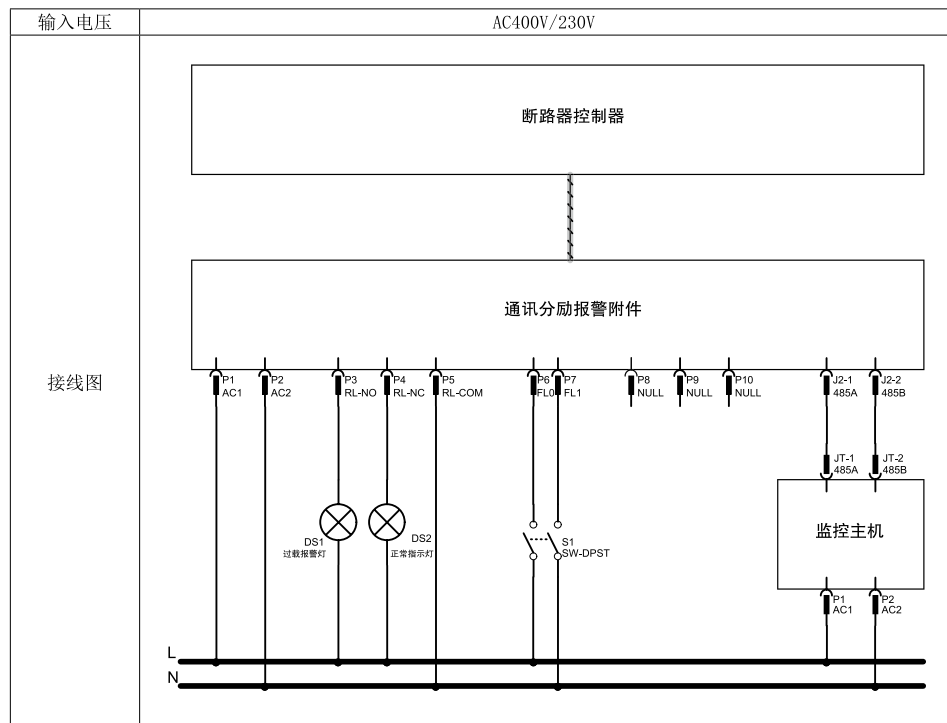 输入电压
AC400V/230V
接线图
断路器控制器
通讯分励报警附件
P1
AC1
P2
AC2
P3
RL-NO
P4
RL-NC
P5
RL-COM
P6
FL0
P7
FL1
P8
NULL
P9
NULL
P10
NULL
J2-1
485A
J2-2
485B
JT-1
485A
JT-2
485B
监控主机
DS1
过载报警灯
DS2
正常指示灯
S1
SW-DPST
P1
AC1
P2
AC2
L
N